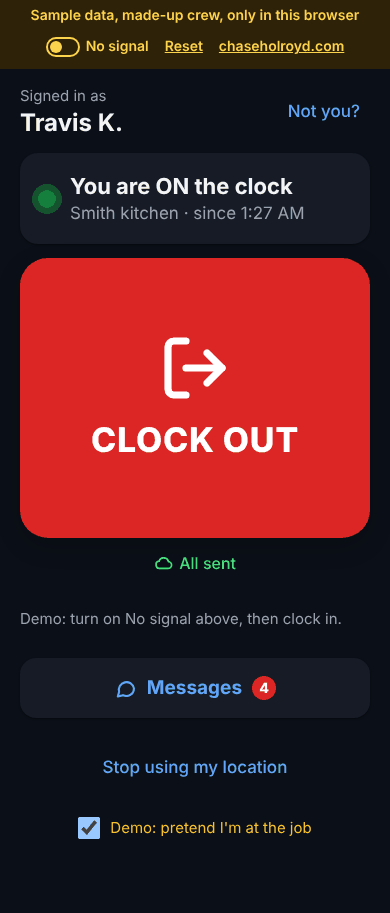 Sample data, made-up crew, only in this browser
No signal Reset chaseholroyd.com
Signed in as
Travis K.
Not you?
You are ON the clock
Smith kitchen · since 1:27 AM
CLOCK OUT
All sent
Demo: turn on No signal above, then clock in.
Messages 4
Stop using my location
Demo: pretend I'm at the job